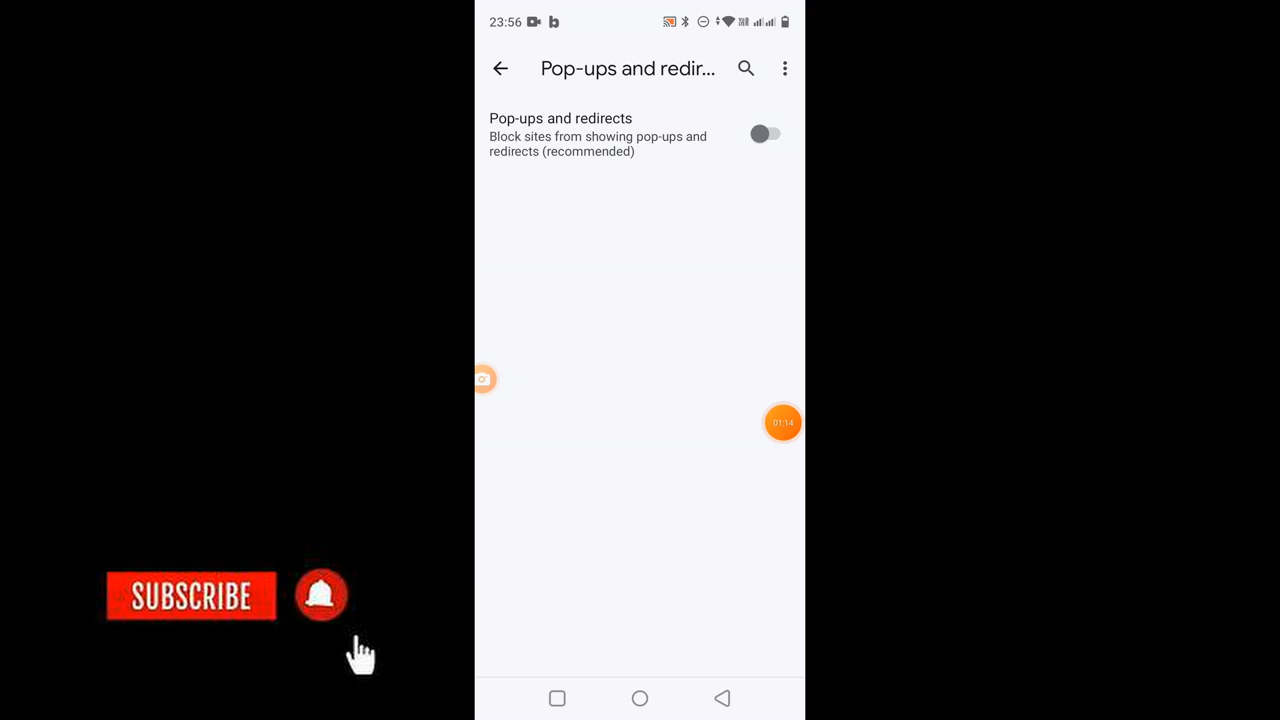 23:56
Pop-ups and redir...
Pop-ups and redirects
Block sites from showing pop-ups and
redirects (recommended)
01:14
SUBSCRIBE